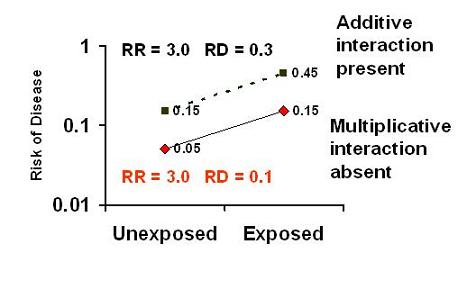 1
RR = 3.0 RD = 0.3
Additive
interaction
present
0.45
0.15
0.1
0.15
Multiplicative
interaction
absent
0.05
RR = 3.0 RD = 0.1
0.01
Risk of Disease
Unexposed Exposed